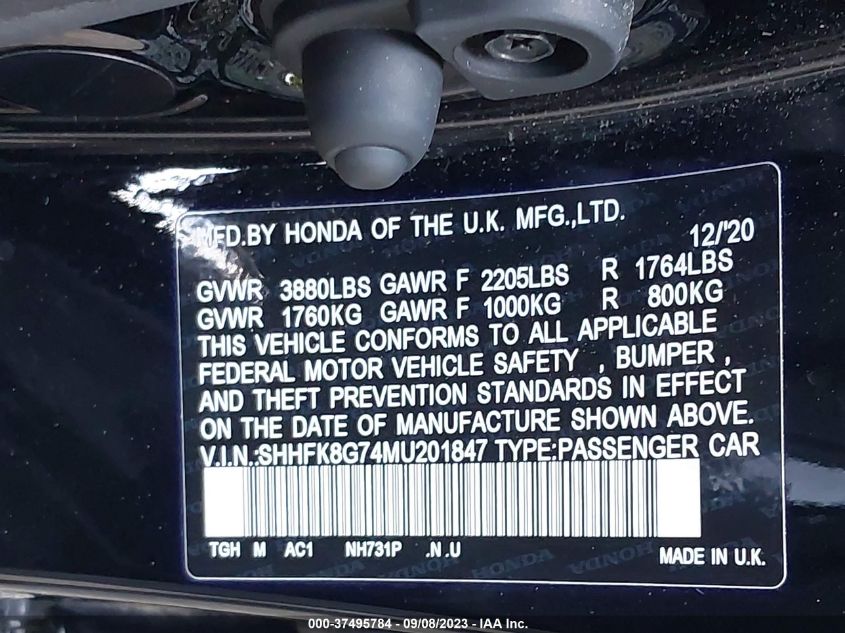 MFD.BY HONDA OF THE U.K. MFG.,LTD.
12/'20
GVWR 3880LBS GAWR F 2205LBS R 1764LBS
GVWR 1760KG GAWR F 1000KG R 800KG
THIS VEHICLE CONFORMS TO ALL APPLICABLE
FEDERAL MOTOR VEHICLE SAFETY , BUMPER ,
AND THEFT PREVENTION STANDARDS IN EFFECT
ON THE DATE OF MANUFACTURE SHOWN ABOVE.
V.I.N.:SHHFK8G74MU201847 TYPE:PASSENGER CAR
TGH M AC1 NH731P .N .U
MADE IN U.K.
000-37495784 - 09/08/2023 - IAA Inc.